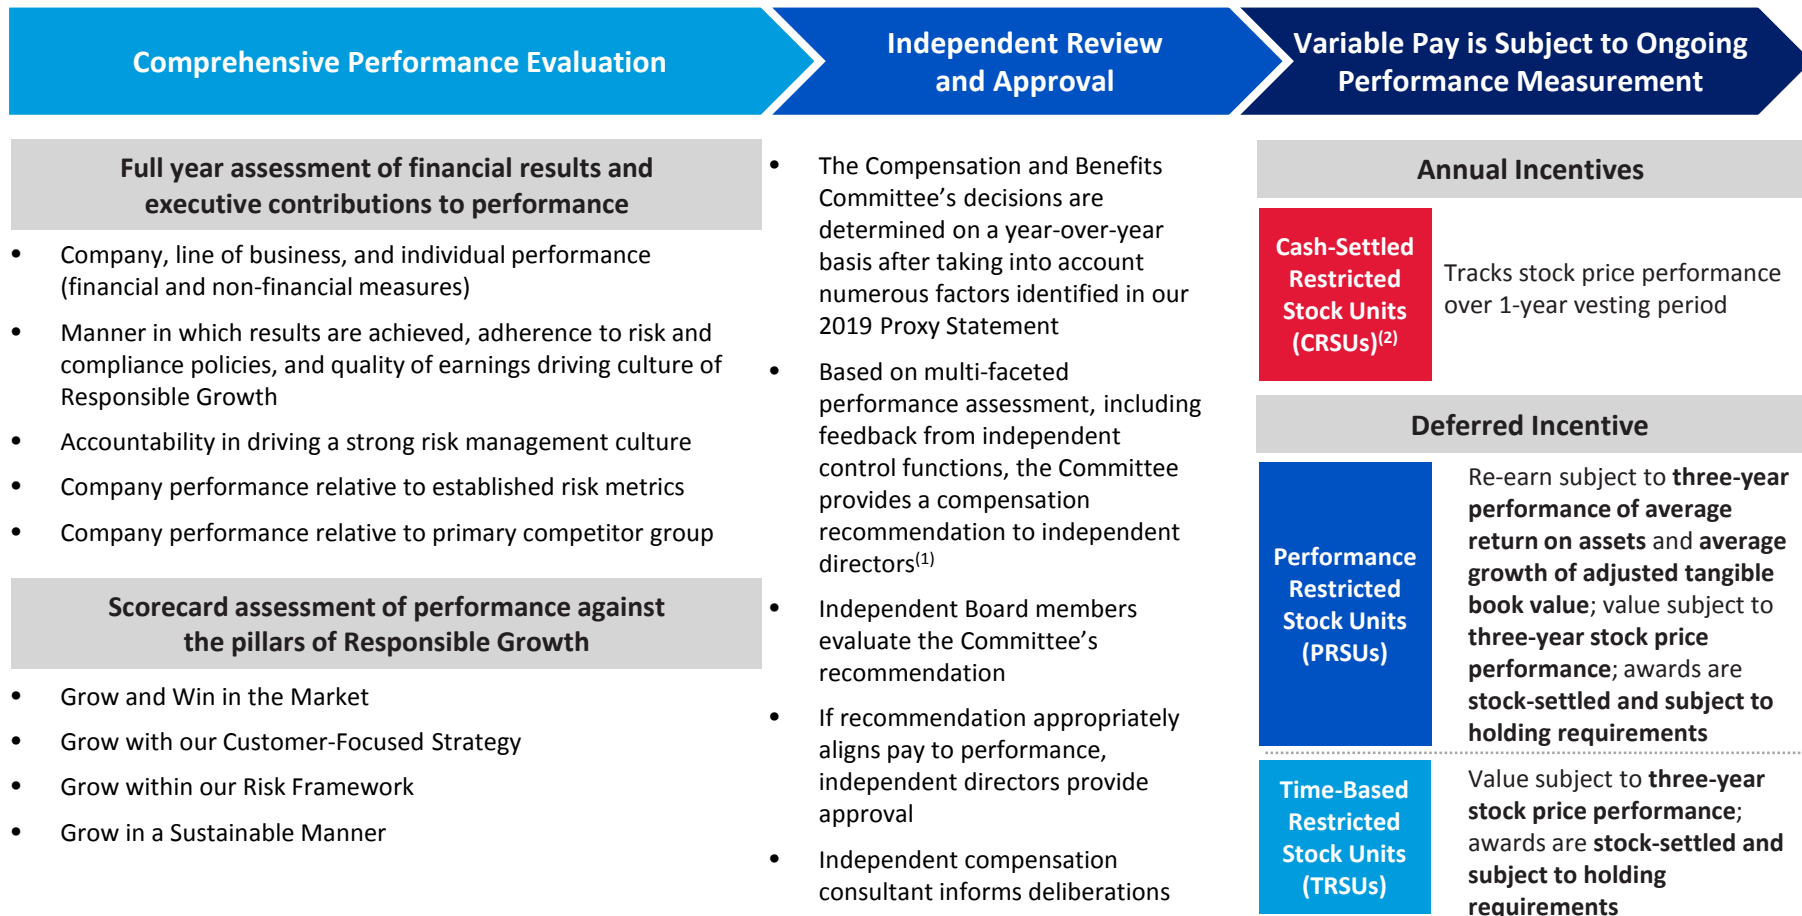 Comprehensive Performance Evaluation
Independent Review
and Approval
Variable Pay is Subject to Ongoing
Performance Measurement
Full year assessment of financial results and
executive contributions to performance
• Company, line of business, and individual performance
(financial and non-financial measures)
• Manner in which results are achieved, adherence to risk and
compliance policies, and quality of earnings driving culture of
Responsible Growth
• Accountability in driving a strong risk management culture
• Company performance relative to established risk metrics
• Company performance relative to primary competitor group
Scorecard assessment of performance against
the pillars of Responsible Growth
• Grow and Win in the Market
• Grow with our Customer-Focused Strategy
• Grow within our Risk Framework
• Grow in a Sustainable Manner
• The Compensation and Benefits
Committee’s decisions are
determined on a year-over-year
basis after taking into account
numerous factors identified in our
2019 Proxy Statement
• Based on multi-faceted
performance assessment, including
feedback from independent
control functions, the Committee
provides a compensation
recommendation to independent
directors(1)
• Independent Board members
evaluate the Committee’s
recommendation
• If recommendation appropriately
aligns pay to performance,
independent directors provide
approval
• Independent compensation
consultant informs deliberations
Annual Incentives
Cash-Settled
Restricted
Stock Units
(CRSUs)(2)
Tracks stock price performance
over 1-year vesting period
Deferred Incentive
Performance
Restricted
Stock Units
(PRSUs)
Re-earn subject to three-year
performance of average
return on assets and average
growth of adjusted tangible
book value; value subject to
three-year stock price
performance; awards are
stock-settled and subject to
holding requirements
Time-Based
Restricted
Stock Units
(TRSUs)
Value subject to three-year
stock price performance;
awards are stock-settled and
subject to holding
requirements